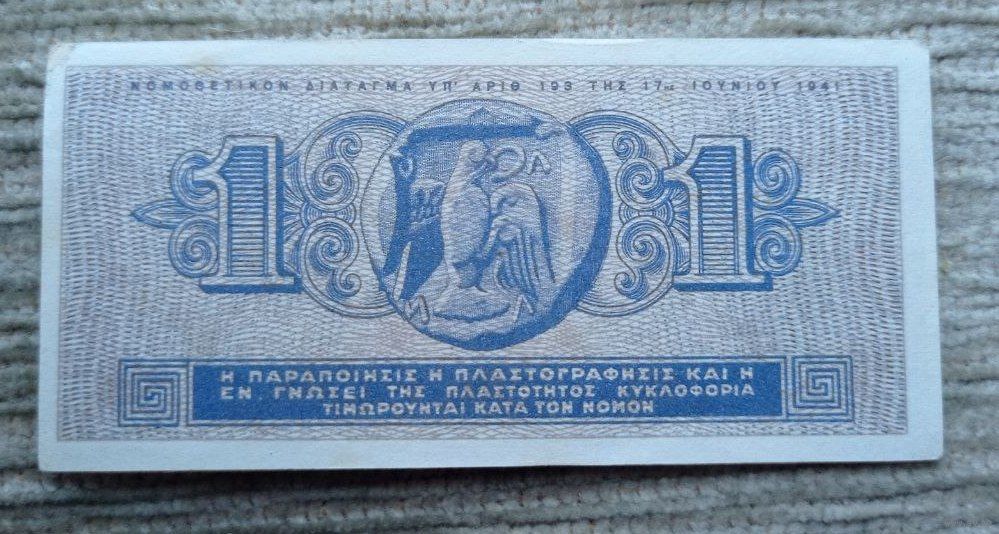 ΝΟΜΟΘΕΤΙΚΟΝ ΔΙΑΤΑΓΜΑ ΥΠ' ΑΡΙΘ 193 ΤΗΣ 17ης ΙΟΥΝΙΟΥ 1941
1 1
Η ΠΑΡΑΠΟΙΗΣΙΣ Η ΠΛΑΣΤΟΓΡΑΦΗΣΙΣ ΚΑΙ Η
ΕΝ ΓΝΩΣΕΙ ΤΗΣ ΠΛΑΣΤΟΤΗΤΟΣ ΚΥΚΛΟΦΟΡΙΑ
ΤΙΜΩΡΟΥΝΤΑΙ ΚΑΤΑ ΤΟΝ ΝΟΜΟΝ